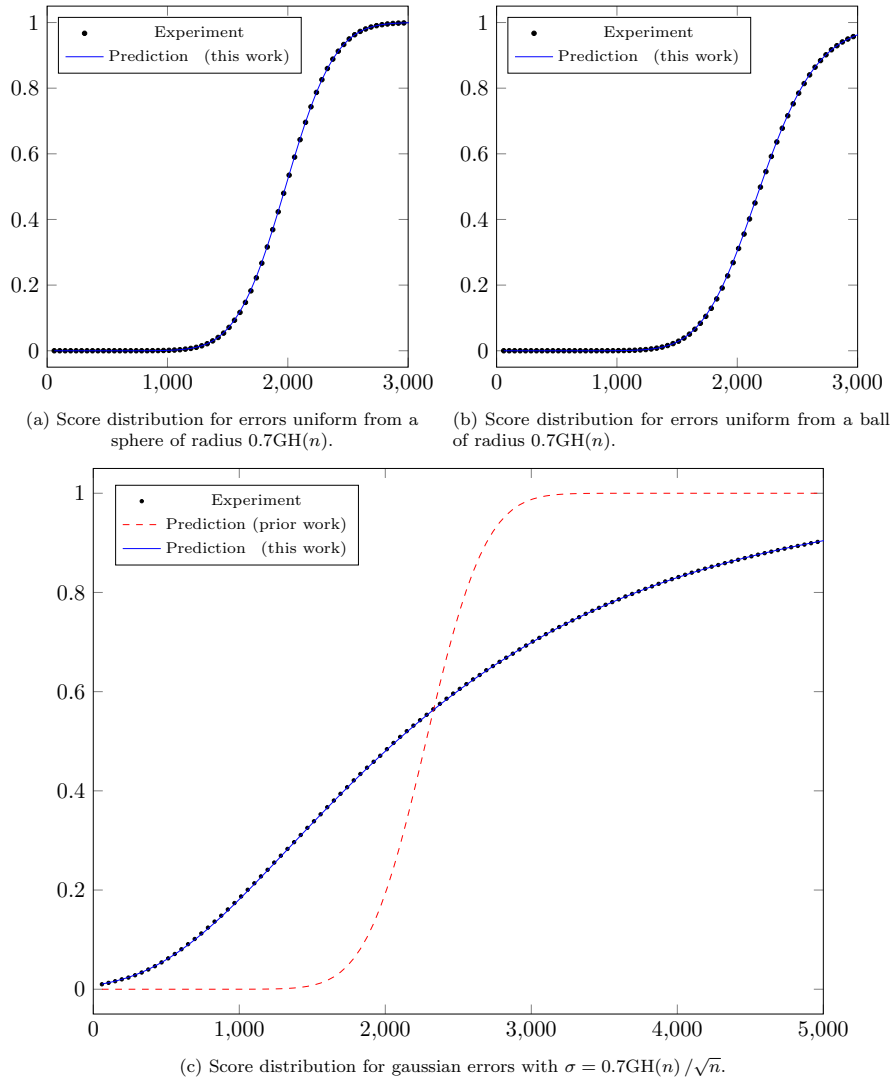 1
0.8
0.6
0.4
0.2
0
0
1,000
2,000
3,000
Experiment
Prediction (this work)
(a) Score distribution for errors uniform from a
sphere of radius 0.7GH(n).
1
0.8
0.6
0.4
0.2
0
0
1,000
2,000
3,000
Experiment
Prediction (this work)
(b) Score distribution for errors uniform from a ball
of radius 0.7GH(n).
1
0.8
0.6
0.4
0.2
0
0
1,000
2,000
3,000
4,000
5,000
Experiment
Prediction (prior work)
Prediction (this work)
(c) Score distribution for gaussian errors with σ = 0.7GH(n) /√n.